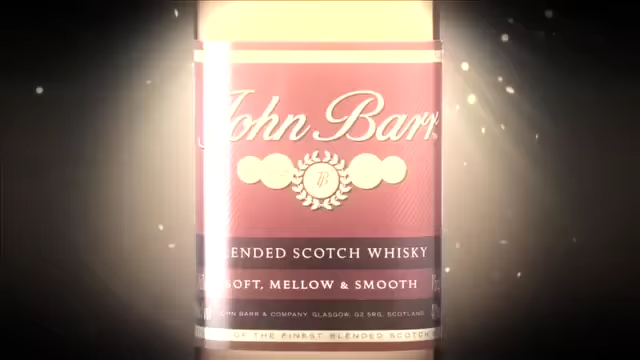 John Barr
JB
BLENDED SCOTCH WHISKY
SOFT, MELLOW & SMOOTH
JOHN BARR & COMPANY, GLASGOW, G2 5RG, SCOTLAND
OF THE FINEST BLENDED SCOTCH